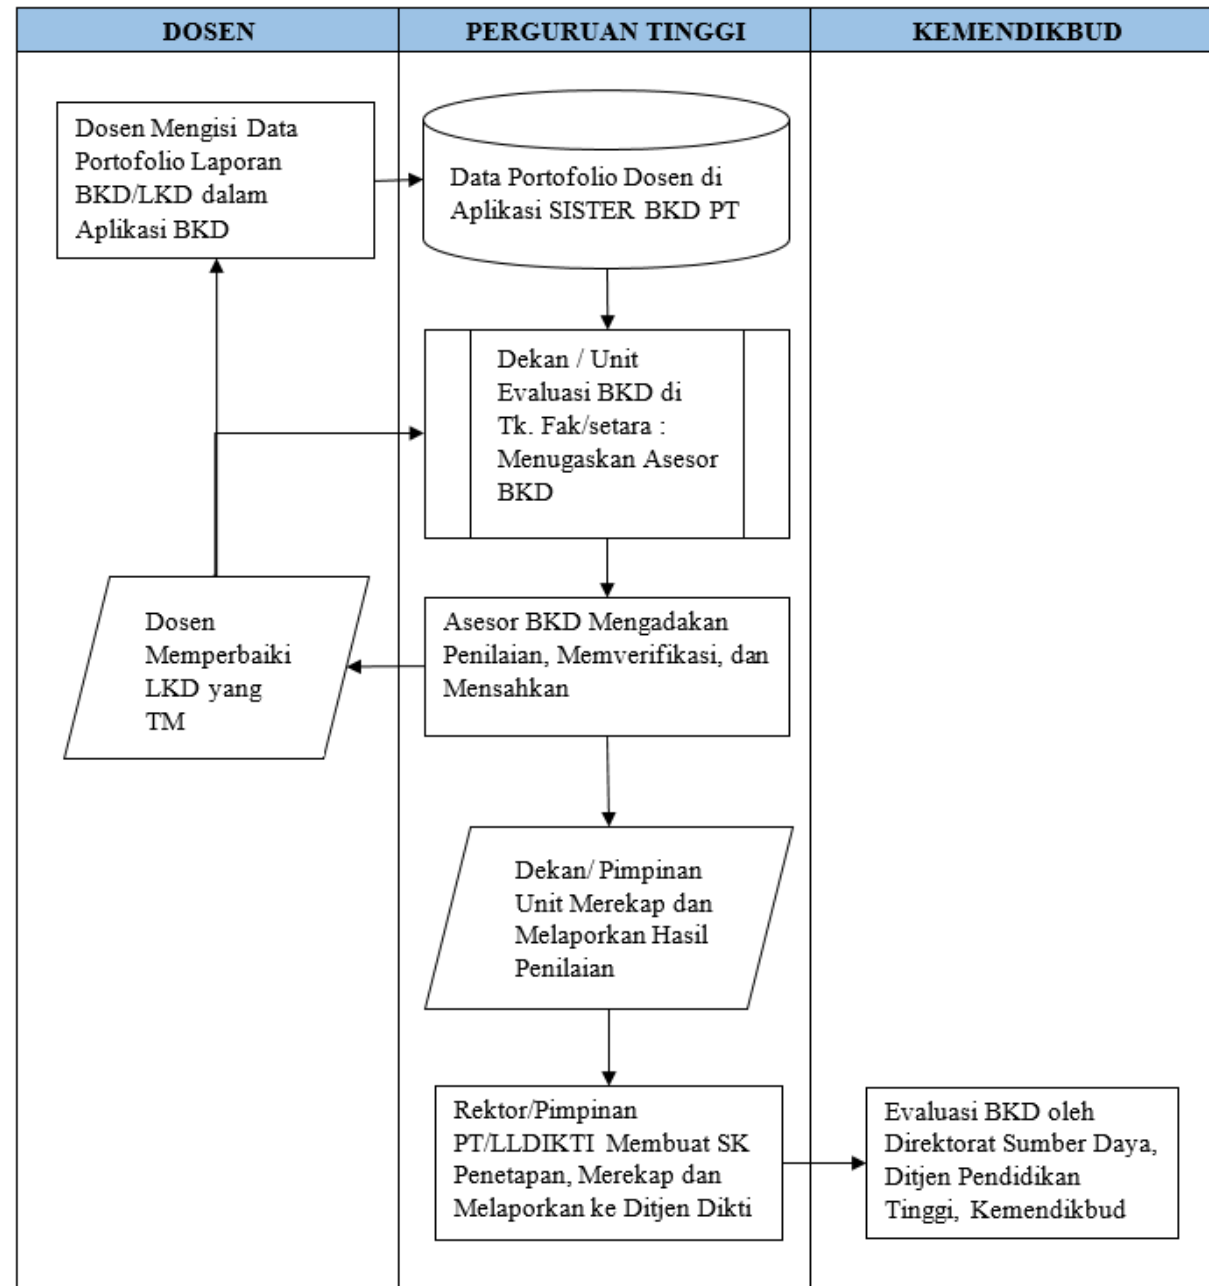 DOSEN
PERGURUAN TINGGI
KEMENDIKBUD
Dosen Mengisi Data
Portofolio Laporan
BKD/LKD dalam
Aplikasi BKD
Data Portofolio Dosen di
Aplikasi SISTER BKD PT
Dekan / Unit
Evaluasi BKD di
Tk. Fak/setara :
Menugaskan Asesor
BKD
Dosen
Memperbaiki
LKD yang
TM
Asesor BKD Mengadakan
Penilaian, Memverifikasi, dan
Mensahkan
Dekan/ Pimpinan
Unit Merekap dan
Melaporkan Hasil
Penilaian
Rektor/Pimpinan
PT/LLDIKTI Membuat SK
Penetapan, Merekap dan
Melaporkan ke Ditjen Dikti
Evaluasi BKD oleh
Direktorat Sumber Daya,
Ditjen Pendidikan
Tinggi, Kemendikbud